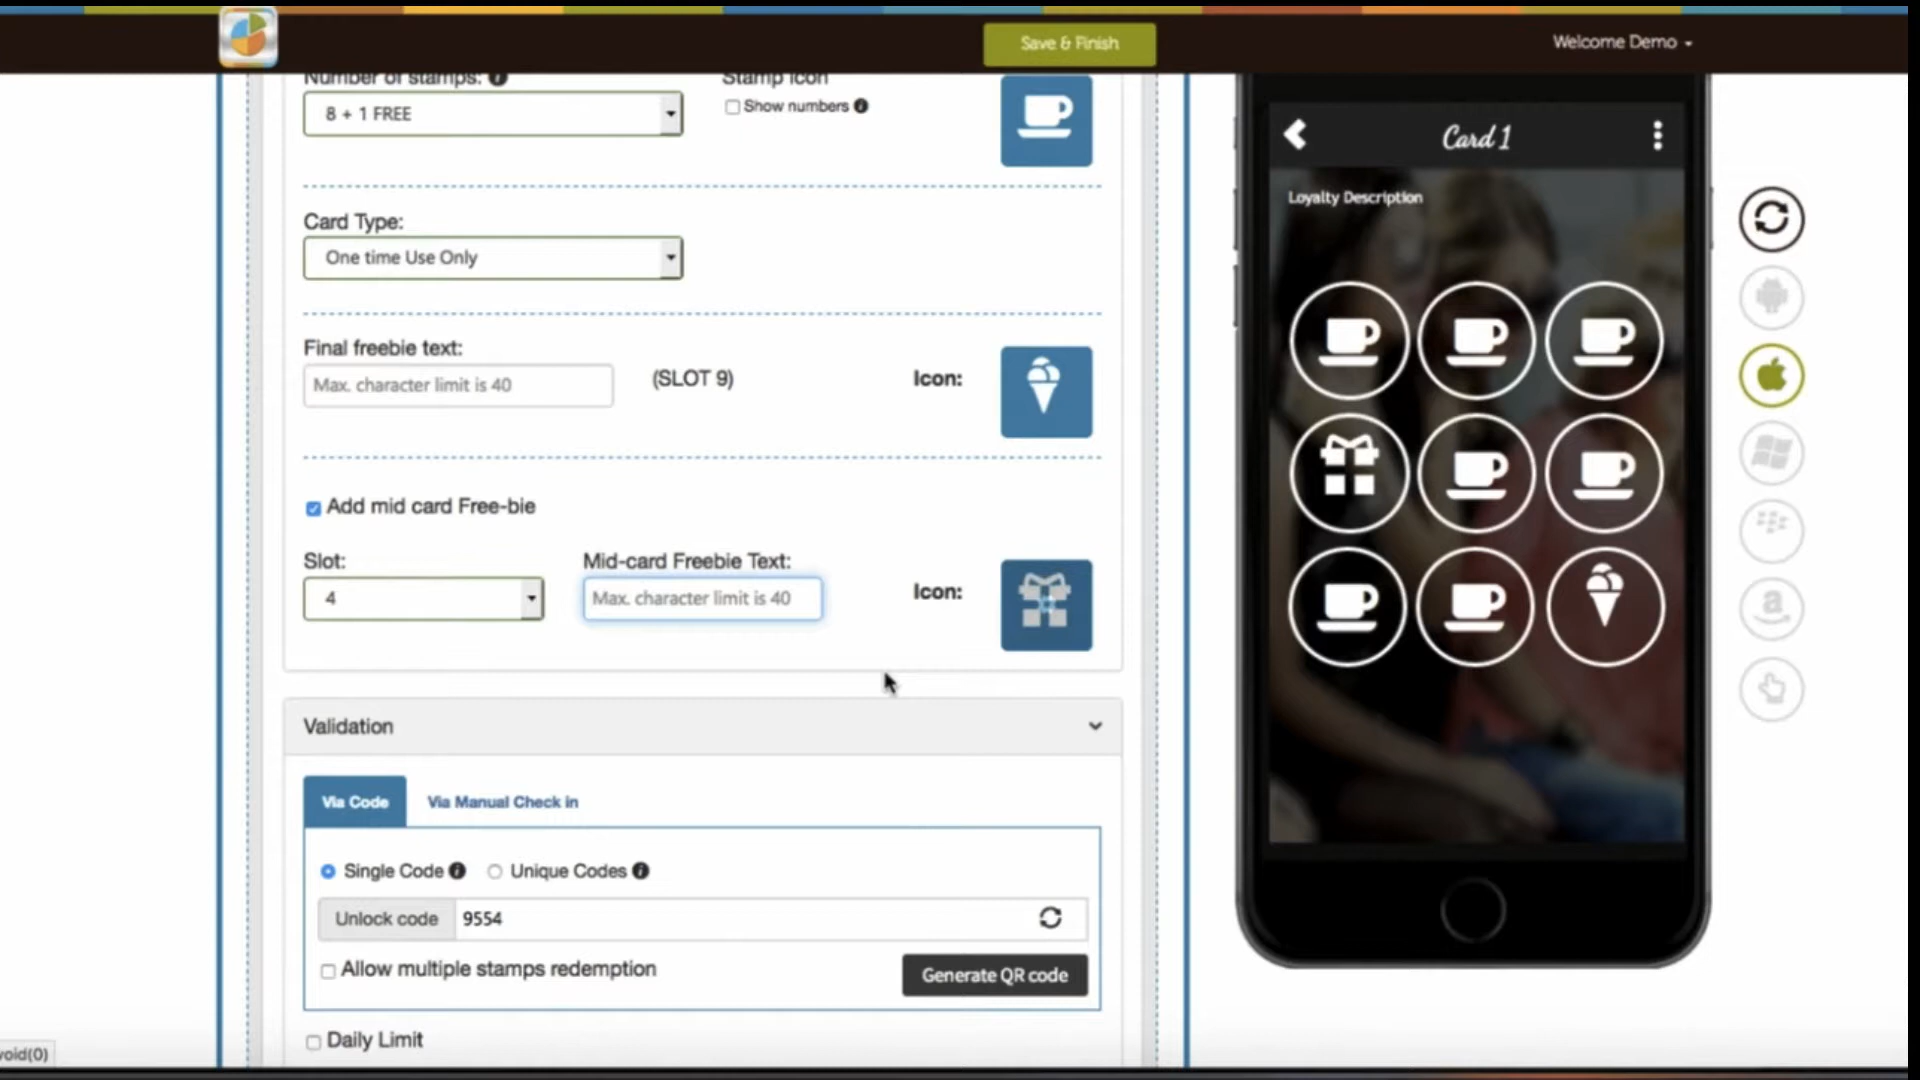 Save & Finish
Welcome Demo
Number of stamps:
Stamp Icon
8 + 1 FREE
Show numbers
Card 1
Loyalty Description
Card Type:
One time Use Only
Final freebie text:
Max. character limit is 40
(SLOT 9)
Icon:
Add mid card Free-bie
Slot:
Mid-card Freebie Text:
4
Max. character limit is 40
Icon:
Validation
Via Code
Via Manual Check in
Single Code
Unique Codes
Unlock code
9554
Allow multiple stamps redemption
Generate QR code
Daily Limit
void(0)